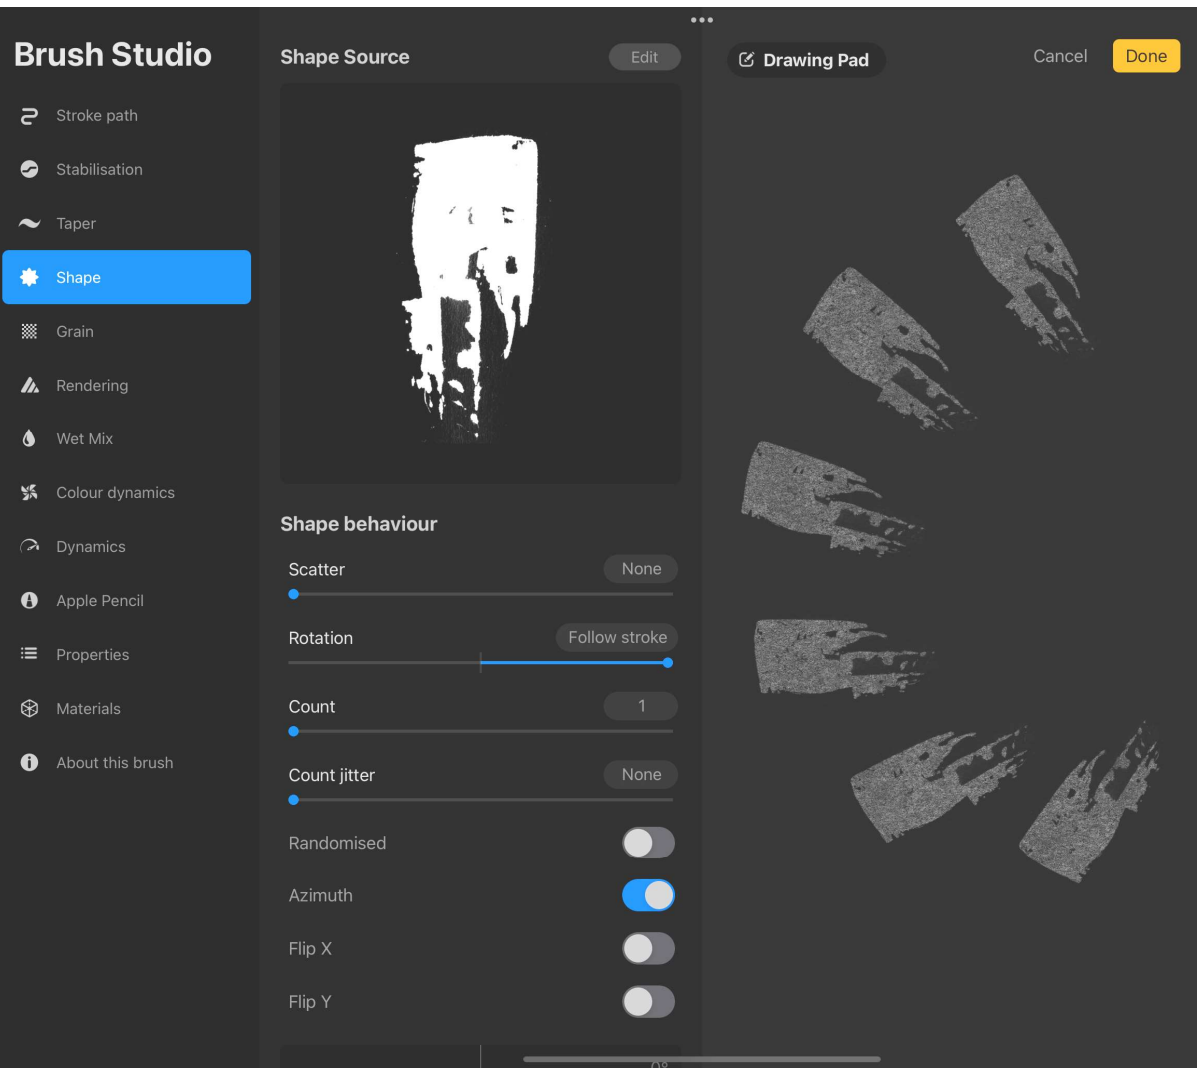 Brush Studio
Stroke path
Stabilisation
Taper
Shape
Grain
Rendering
Wet Mix
Colour dynamics
Dynamics
Apple Pencil
Properties
Materials
About this brush
Shape Source
Edit
Shape behaviour
Scatter
None
Rotation
Follow stroke
Count
1
Count jitter
None
Randomised
Azimuth
Flip X
Flip Y
Drawing Pad
Cancel
Done